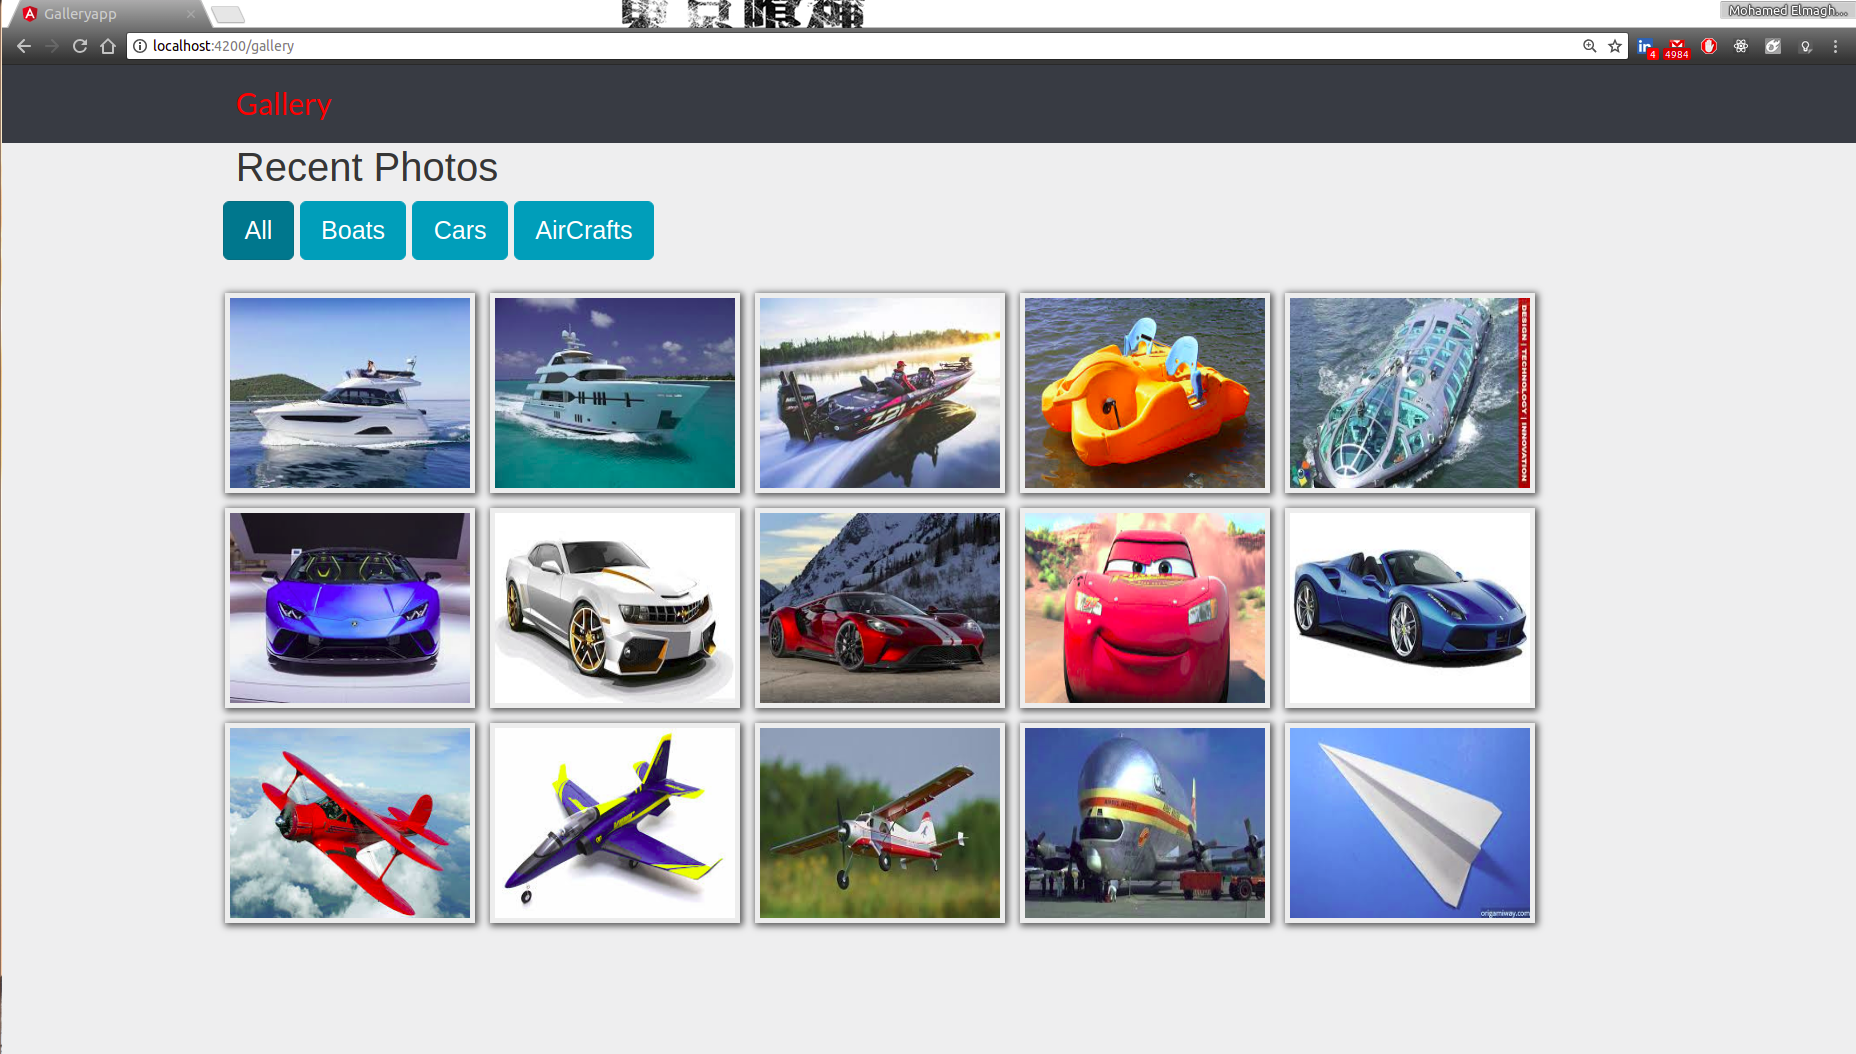 Galleryapp
Mohamed Elmagh...
localhost:4200/gallery
4
4984
Gallery
Recent Photos
All
Boats
Cars
AirCrafts
Z21
DESIGN | TECHNOLOGY | INNOVATION
origamiway.com